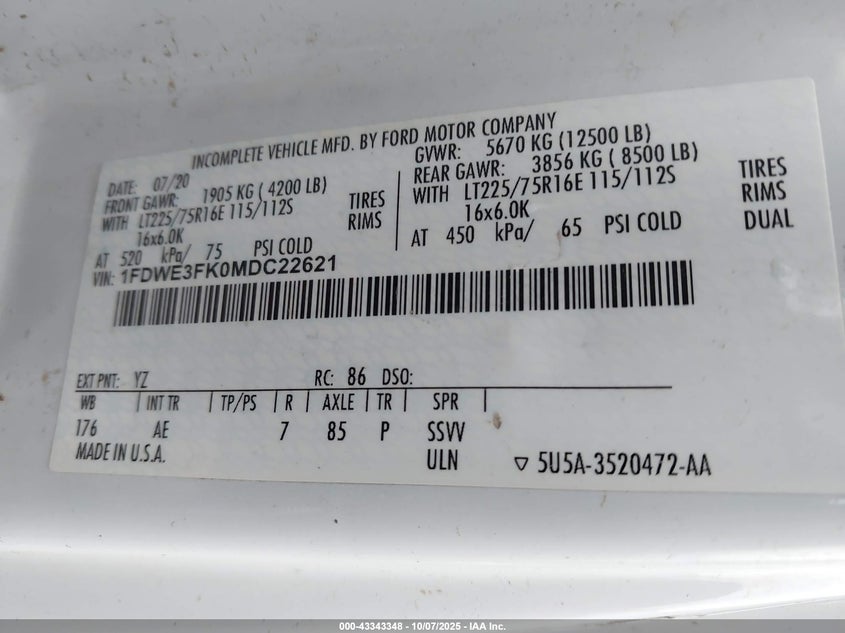 INCOMPLETE VEHICLE MFD. BY FORD MOTOR COMPANY
DATE: 07/20
FRONT GAWR: 1905 KG ( 4200 LB)
WITH LT225/75R16E 115/112S TIRES
16x6.0K RIMS
AT 520 kPa/ 75 PSI COLD
GVWR: 5670 KG (12500 LB)
REAR GAWR: 3856 KG ( 8500 LB)
WITH LT225/75R16E 115/112S TIRES
16x6.0K RIMS
AT 450 kPa/ 65 PSI COLD DUAL
VIN: 1FDWE3FK0MDC22621
EXT PNT: YZ RC: 86 DSO:
WB | INT TR | TP/PS | R | AXLE | TR | SPR |
176 AE 7 85 P SSVV
MADE IN U.S.A. ULN ▽ 5U5A-3520472-AA
000-43343348 - 10/07/2025 - IAA Inc.